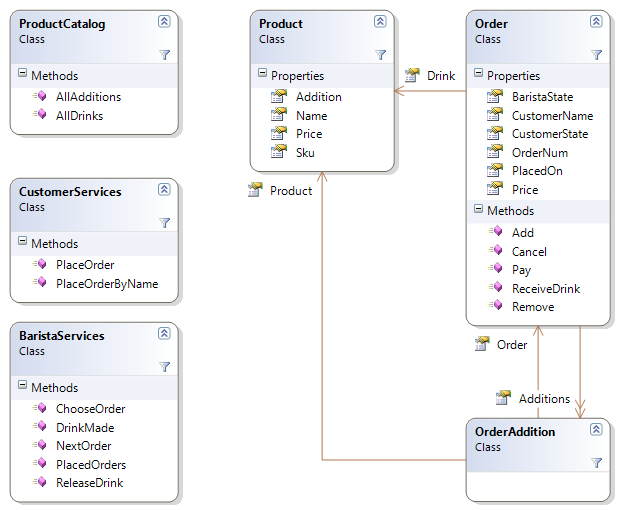 ProductCatalog
Class
Methods
AllAdditions
AllDrinks
CustomerServices
Class
Methods
PlaceOrder
PlaceOrderByName
BaristaServices
Class
Methods
ChooseOrder
DrinkMade
NextOrder
PlacedOrders
ReleaseDrink
Product
Class
Properties
Addition
Name
Price
Sku
Drink
Product
Order
Class
Properties
BaristaState
CustomerName
CustomerState
OrderNum
PlacedOn
Price
Methods
Add
Cancel
Pay
ReceiveDrink
Remove
Order
Additions
OrderAddition
Class